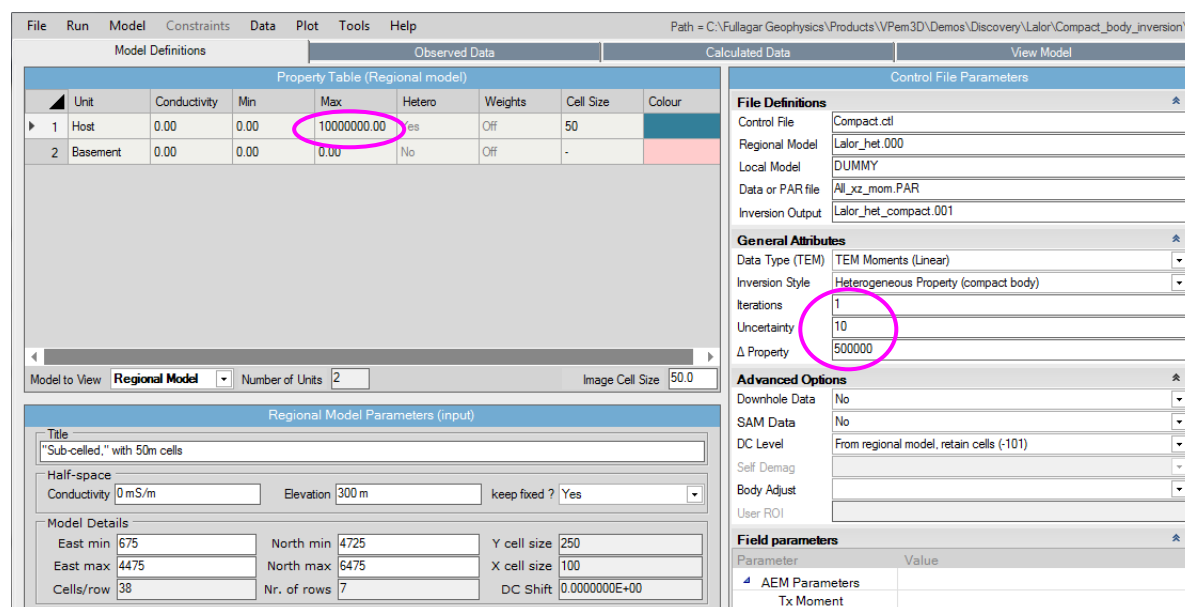 File Run Model Constraints Data Plot Tools Help Path = C:\Fullagar Geophysics\Products\VPem3D\Demos\Discovery\Lalor\Compact_body_inversion\
Model Definitions Observed Data Calculated Data View Model
Property Table (Regional model)
Unit Conductivity Min Max Hetero Weights Cell Size Colour
1 Host 0.00 0.00 10000000.00 Yes Off 50
2 Basement 0.00 0.00 0.00 No Off -
Model to View Regional Model Number of Units 2 Image Cell Size 50.0
Regional Model Parameters (input)
Title
"Sub-celled," with 50m cells
Half-space
Conductivity 0 mS/m Elevation 300 m keep fixed ? Yes
Model Details
East min 675 North min 4725 Y cell size 250
East max 4475 North max 6475 X cell size 100
Cells/row 38 Nr. of rows 7 DC Shift 0.0000000E+00
Control File Parameters
File Definitions
Control File Compact.ctl
Regional Model Lalor_het.000
Local Model DUMMY
Data or PAR file All_xz_mom.PAR
Inversion Output Lalor_het_compact.001
General Attributes
Data Type (TEM) TEM Moments (Linear)
Inversion Style Heterogeneous Property (compact body)
Iterations 1
Uncertainty 10
Δ Property 500000
Advanced Options
Downhole Data No
SAM Data No
DC Level From regional model, retain cells (-101)
Self Demag
Body Adjust
User ROI
Field parameters
Parameter Value
AEM Parameters
Tx Moment